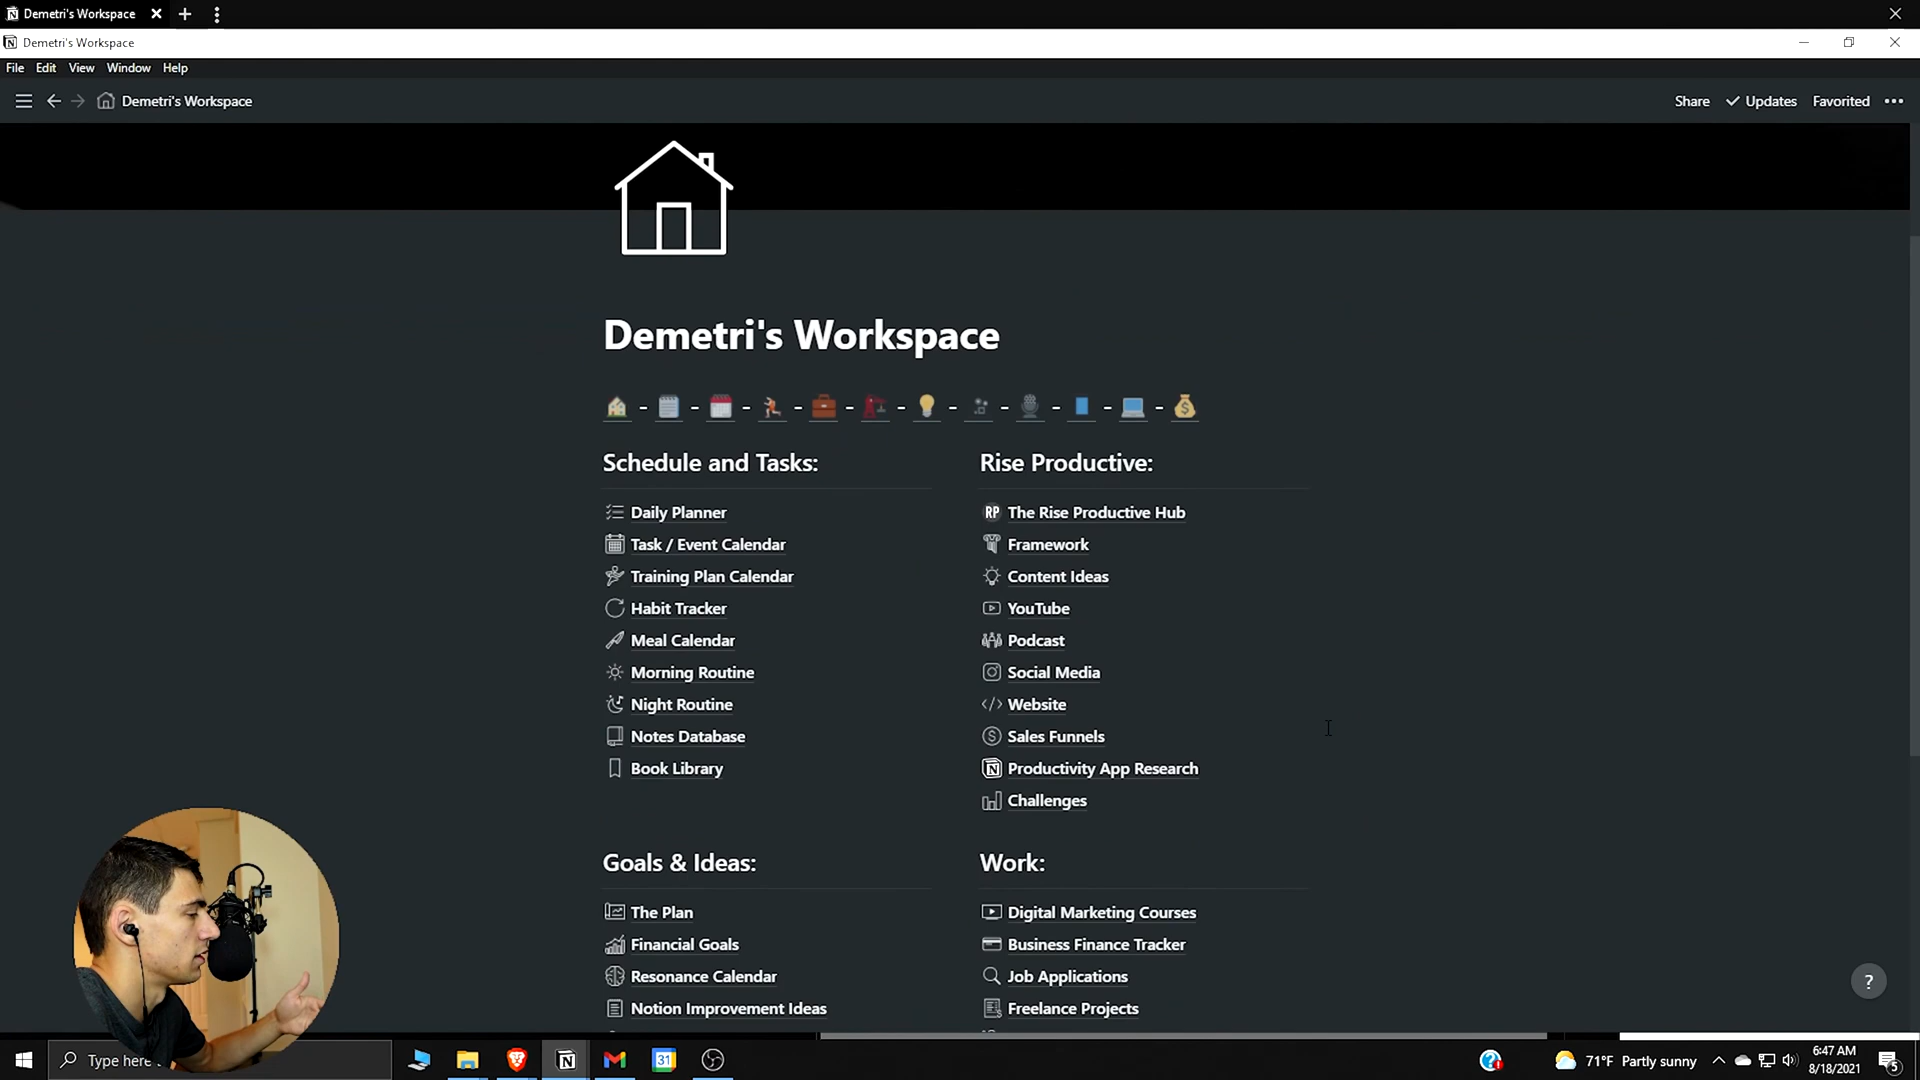 Demetri's Workspace
Demetri's Workspace
File Edit View Window Help
Demetri's Workspace
Share Updates Favorited
Demetri's Workspace
- - - - - - - - - - -
Schedule and Tasks:
Daily Planner
Task / Event Calendar
Training Plan Calendar
Habit Tracker
Meal Calendar
Morning Routine
Night Routine
Notes Database
Book Library
Rise Productive:
RP The Rise Productive Hub
Framework
Content Ideas
YouTube
Podcast
Social Media
Website
Sales Funnels
Productivity App Research
Challenges
Goals & Ideas:
The Plan
Financial Goals
Resonance Calendar
Notion Improvement Ideas
Work:
Digital Marketing Courses
Business Finance Tracker
Job Applications
Freelance Projects
?
Type here
31
71°F Partly sunny
6:47 AM
8/18/2021
5